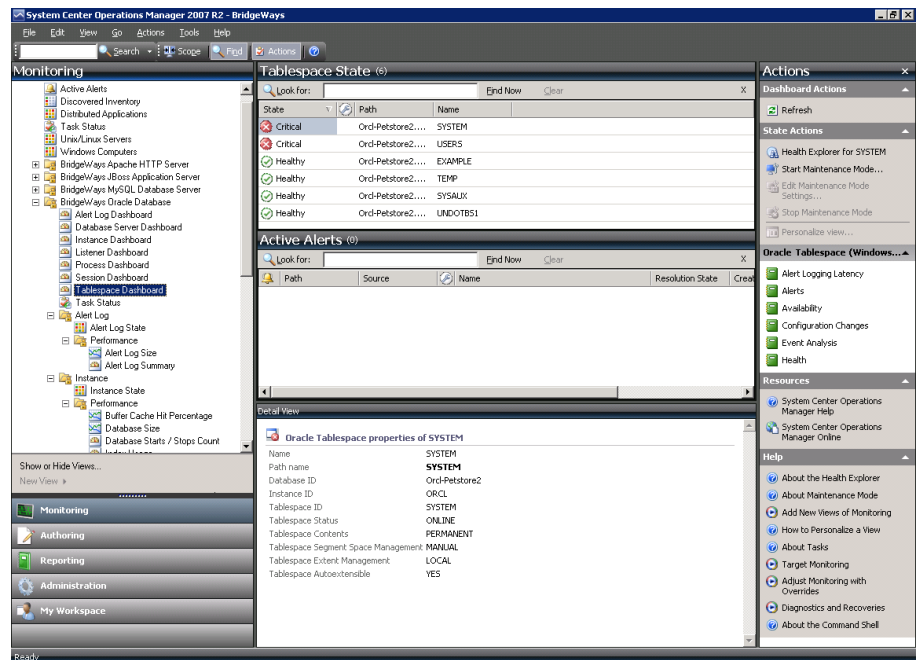 System Center Operations Manager 2007 R2 - BridgeWays
File Edit View Go Actions Tools Help
Search Scope Find Actions
Monitoring
Active Alerts
Discovered Inventory
Distributed Applications
Task Status
Unix/Linux Servers
Windows Computers
BridgeWays Apache HTTP Server
BridgeWays JBoss Application Server
BridgeWays MySQL Database Server
BridgeWays Oracle Database
Alert Log Dashboard
Database Server Dashboard
Instance Dashboard
Listener Dashboard
Process Dashboard
Session Dashboard
Tablespace Dashboard
Task Status
Alert Log
Alert Log State
Performance
Alert Log Size
Alert Log Summary
Instance
Instance State
Performance
Buffer Cache Hit Percentage
Database Size
Database Starts / Stops Count
Index Usage
Show or Hide Views...
New View
Monitoring
Authoring
Reporting
Administration
My Workspace
Ready
Tablespace State (6)
Look for: Find Now Clear X
State Path Name
Critical Orcl-Petstore2.... SYSTEM
Critical Orcl-Petstore2.... USERS
Healthy Orcl-Petstore2.... EXAMPLE
Healthy Orcl-Petstore2.... TEMP
Healthy Orcl-Petstore2.... SYSAUX
Healthy Orcl-Petstore2.... UNDOTBS1
Active Alerts (0)
Look for: Find Now Clear X
Path Source Name Resolution State Creat
Detail View
Oracle Tablespace properties of SYSTEM
Name SYSTEM
Path name SYSTEM
Database ID Orcl-Petstore2
Instance ID ORCL
Tablespace ID SYSTEM
Tablespace Status ONLINE
Tablespace Contents PERMANENT
Tablespace Segment Space Management MANUAL
Tablespace Extent Management LOCAL
Tablespace Autoextensible YES
Actions x
Dashboard Actions
Refresh
State Actions
Health Explorer for SYSTEM
Start Maintenance Mode...
Edit Maintenance Mode
Settings...
Stop Maintenance Mode
Personalize view...
Oracle Tablespace (Windows...
Alert Logging Latency
Alerts
Availability
Configuration Changes
Event Analysis
Health
Resources
System Center Operations
Manager Help
System Center Operations
Manager Online
Help
About the Health Explorer
About Maintenance Mode
Add New Views of Monitoring
How to Personalize a View
About Tasks
Target Monitoring
Adjust Monitoring with
Overrides
Diagnostics and Recoveries
About the Command Shell